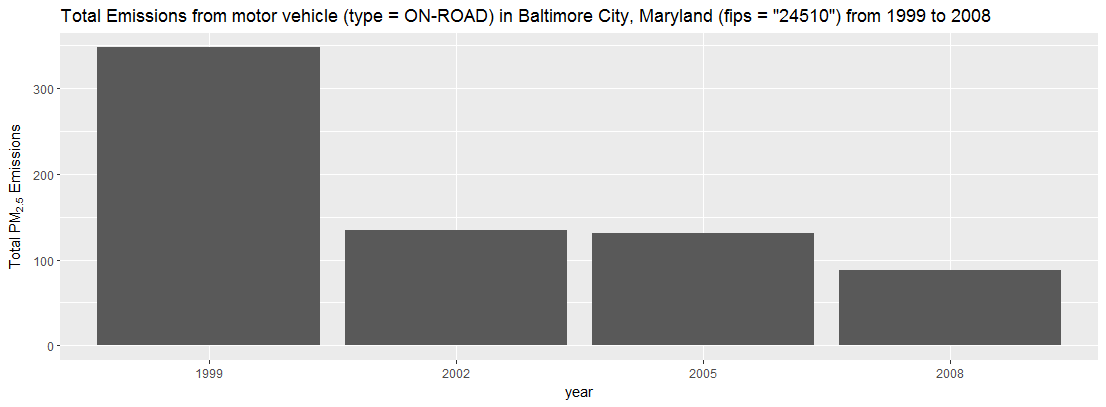 Total Emissions from motor vehicle (type = ON-ROAD) in Baltimore City, Maryland (fips = "24510") from 1999 to 2008
Total PM2.5 Emissions
300
200
100
0
1999 2002 2005 2008
year